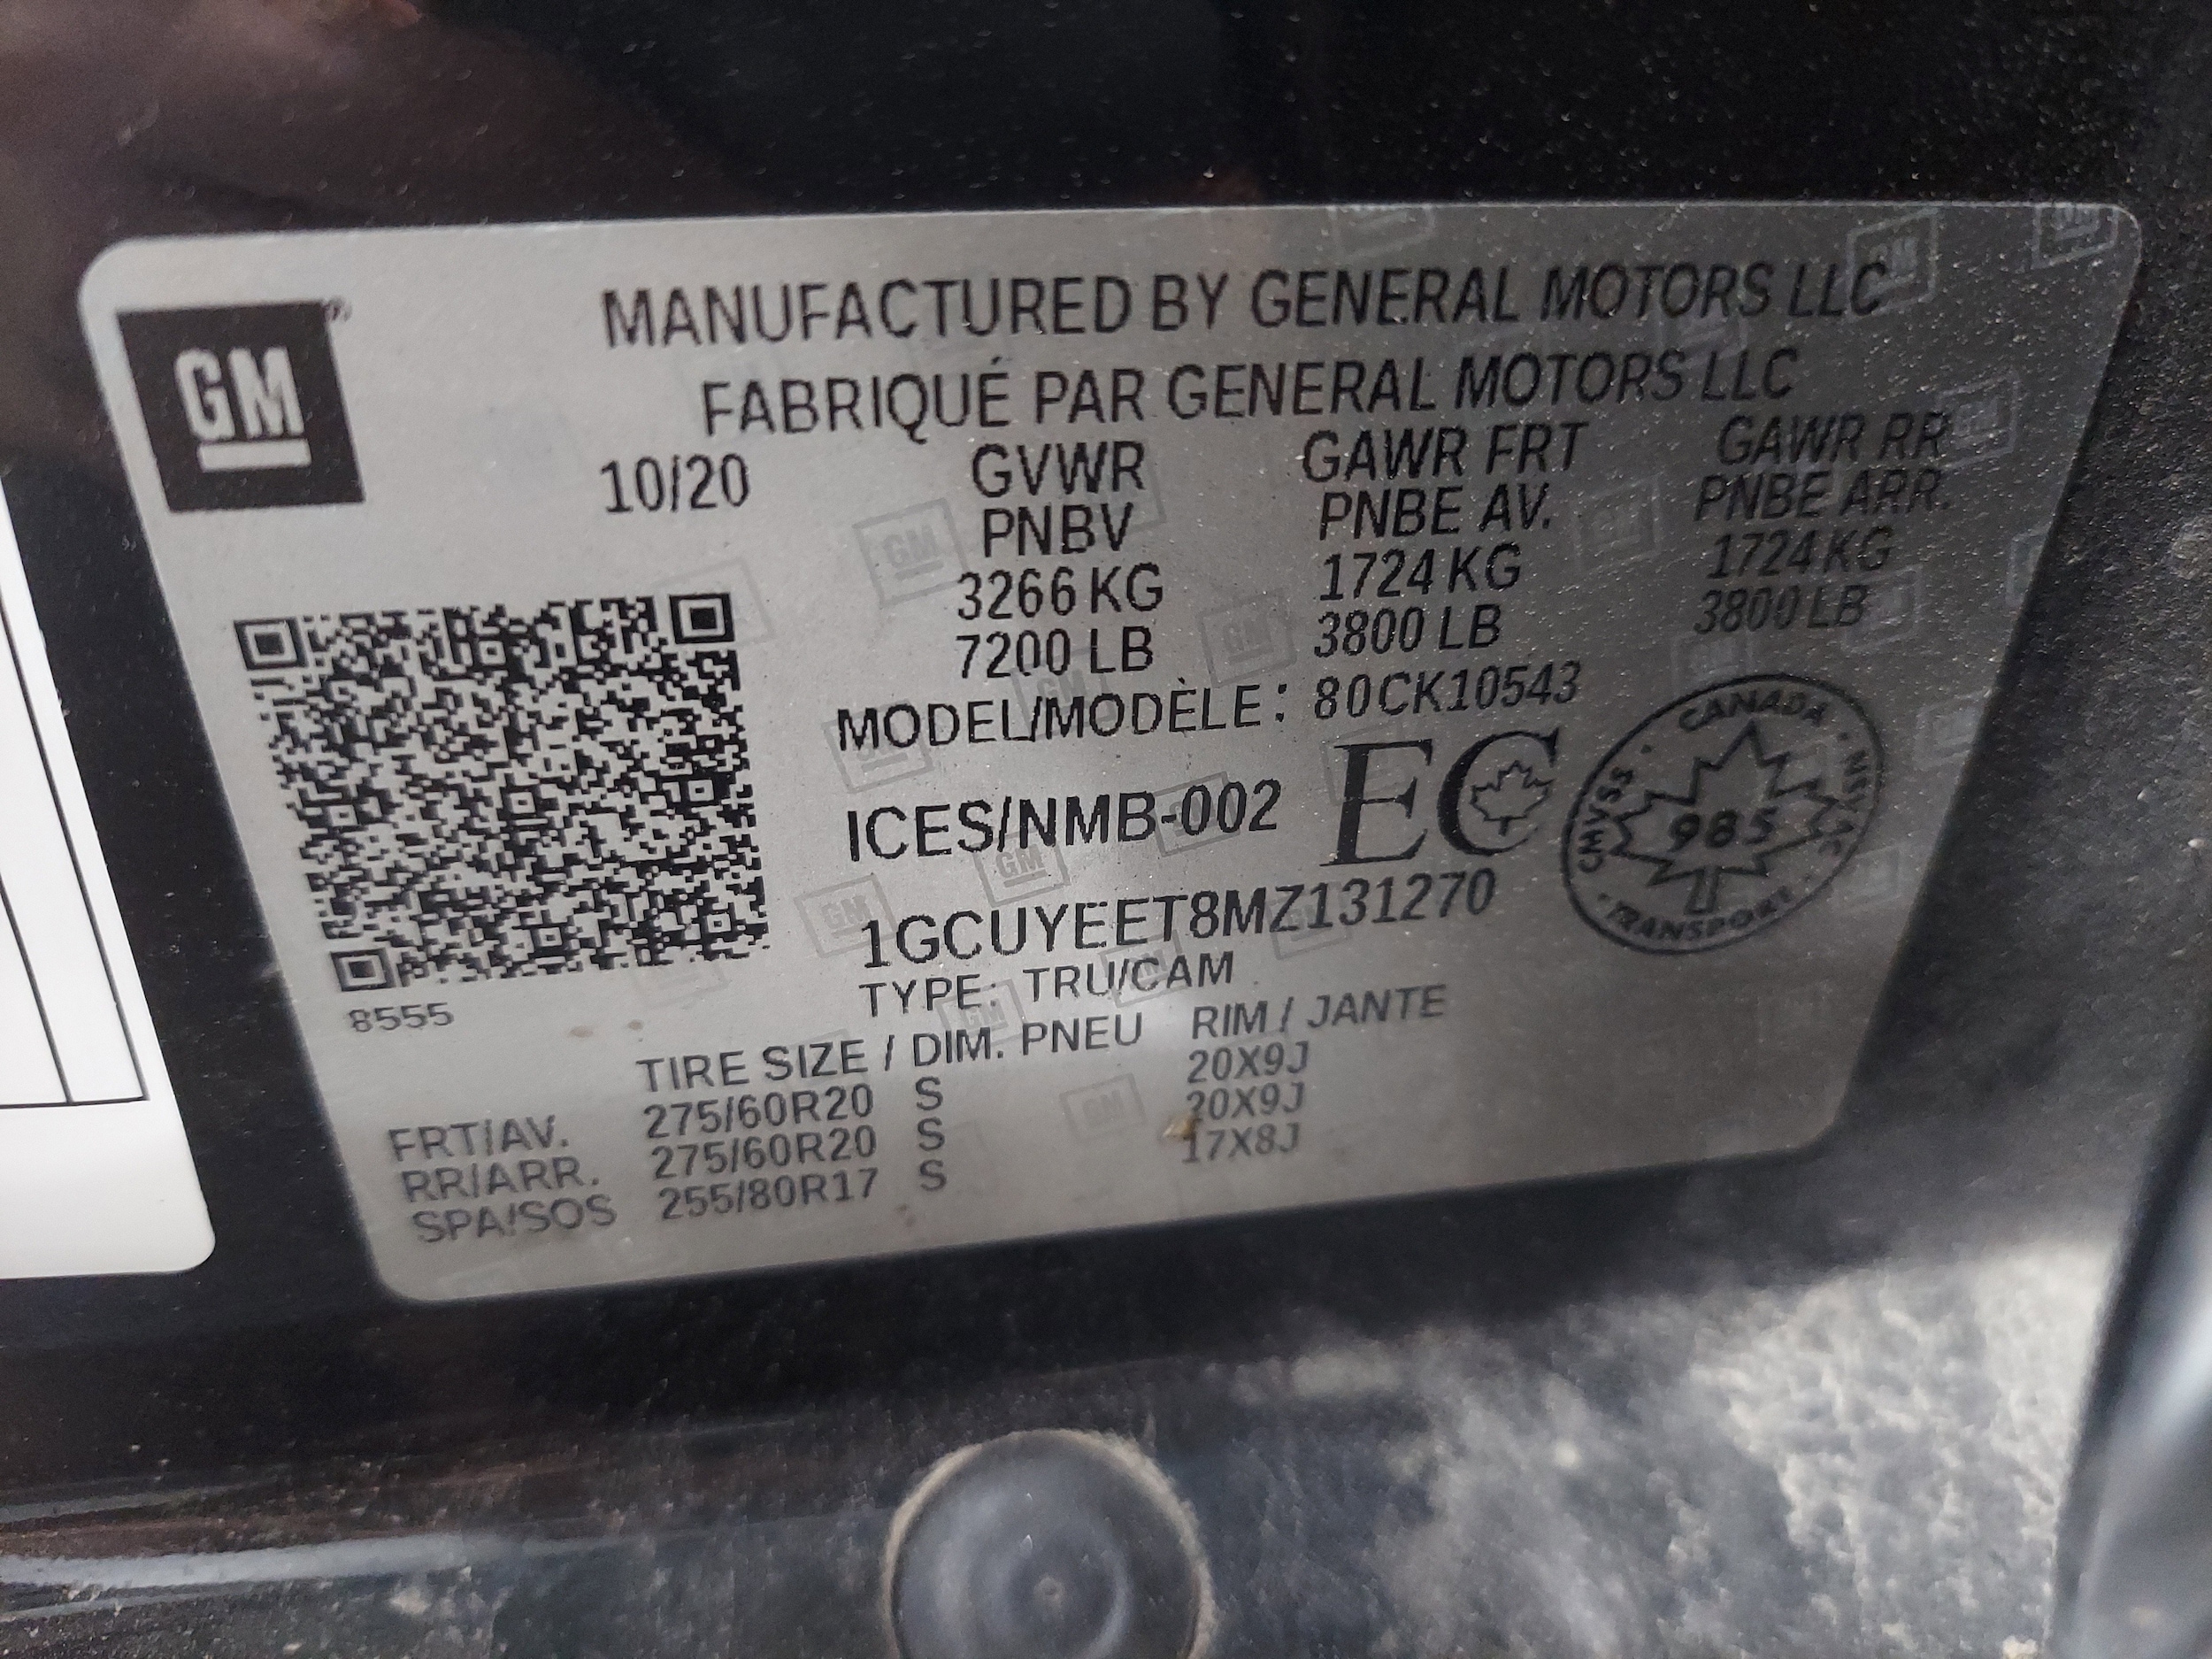 GM
MANUFACTURED BY GENERAL MOTORS LLC
FABRIQUÉ PAR GENERAL MOTORS LLC
10/20 GVWR GAWR FRT GAWR RR
PNBV PNBE AV. PNBE ARR.
3266 KG 1724 KG 1724 KG
7200 LB 3800 LB 3800 LB
MODEL/MODÈLE: 80CK10543
ICES/NMB-002 EC
CANADA · NSVAC · TRANSPORT · CMVSS ·
985
1GCUYEET8MZ131270
TYPE: TRU/CAM
8555
TIRE SIZE / DIM. PNEU RIM / JANTE
FRT/AV. 275/60R20 S 20X9J
RR/ARR. 275/60R20 S 20X9J
SPA/SOS 255/80R17 S 17X8J